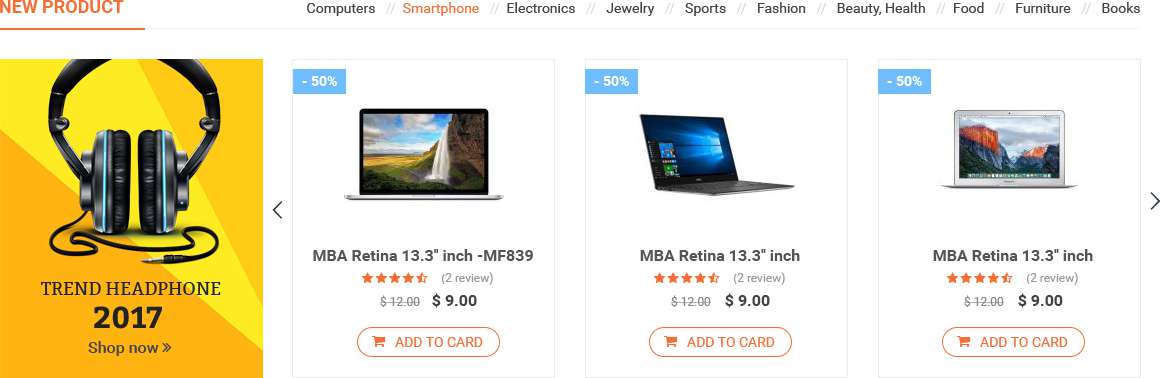 NEW PRODUCT
Computers // Smartphone // Electronics // Jewelry // Sports // Fashion // Beauty, Health // Food // Furniture // Books
TREND HEADPHONE
2017
Shop now »
- 50%
MBA Retina 13.3" inch -MF839
(2 review)
$ 12.00 $ 9.00
ADD TO CARD
- 50%
MBA Retina 13.3" inch
(2 review)
$ 12.00 $ 9.00
ADD TO CARD
- 50%
MBA Retina 13.3" inch
(2 review)
$ 12.00 $ 9.00
ADD TO CARD